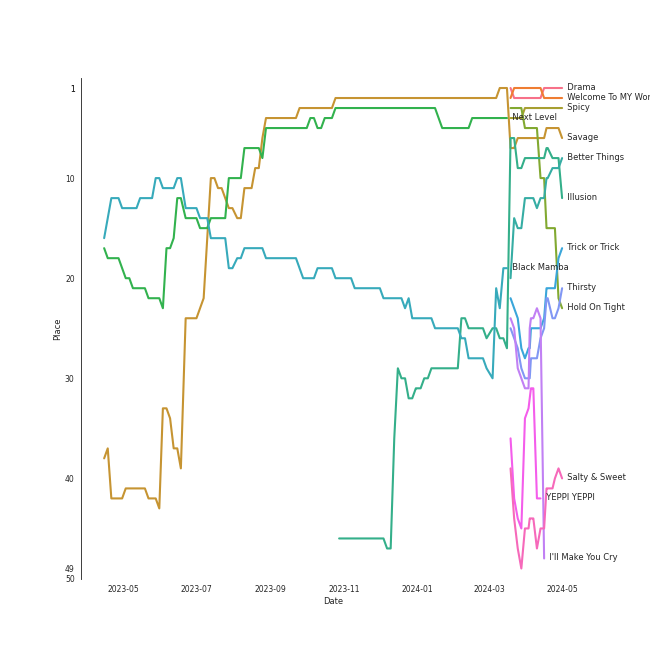 1
10
20
30
40
49
50
Place
2023-05
2023-07
2023-09
2023-11
2024-01
2024-03
2024-05
Date
Drama
Welcome To MY Wor
Spicy
Next Level
Savage
Better Things
Illusion
Trick or Trick
Black Mamba
Thirsty
Hold On Tight
Salty & Sweet
YEPPI YEPPI
I'll Make You Cry